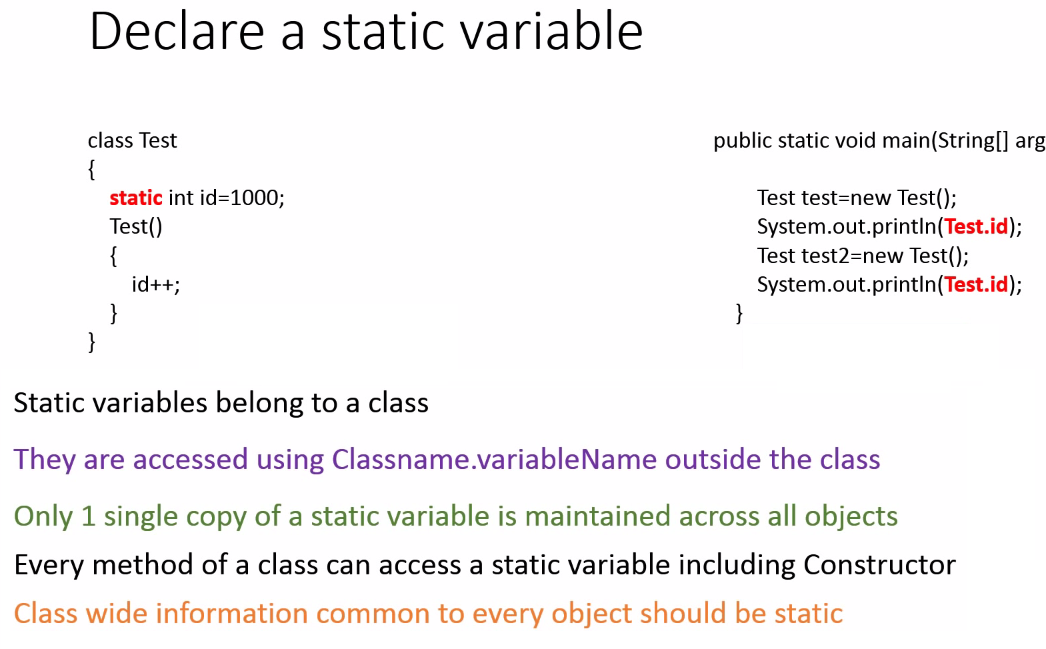 Declare a static variable
class Test
{
static int id=1000;
Test()
{
id++;
}
}
public static void main(String[] arg
Test test=new Test();
System.out.println(Test.id);
Test test2=new Test();
System.out.println(Test.id);
}
Static variables belong to a class
They are accessed using Classname.variableName outside the class
Only 1 single copy of a static variable is maintained across all objects
Every method of a class can access a static variable including Constructor
Class wide information common to every object should be static